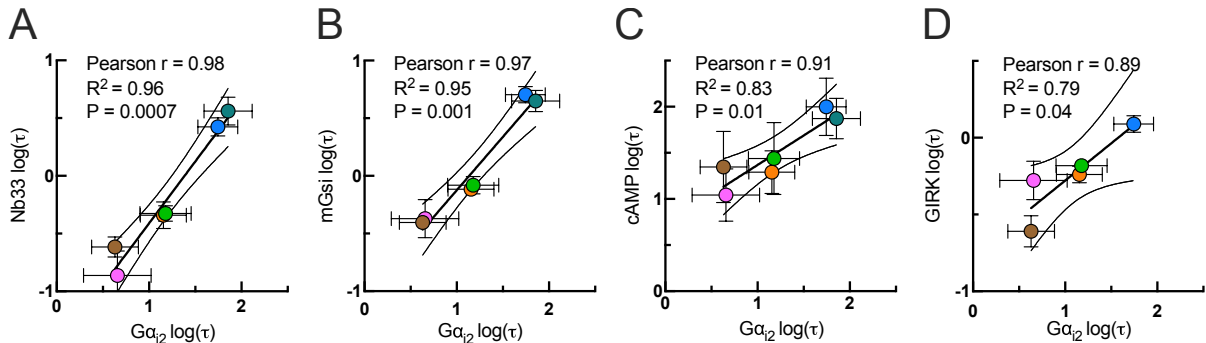 A
Pearson r = 0.98
R² = 0.96
P = 0.0007
Nb33 log(τ)
1
0
-1
0
1
2
Gαi2 log(τ)
B
Pearson r = 0.97
R² = 0.95
P = 0.001
mGsI log(τ)
1
0
-1
0
1
2
Gαi2 log(τ)
C
Pearson r = 0.91
R² = 0.83
P = 0.01
cAMP log(τ)
2
1
0
0
1
2
Gαi2 log(τ)
D
Pearson r = 0.89
R² = 0.79
P = 0.04
GIRK log(τ)
0
-1
0
1
2
Gαi2 log(τ)